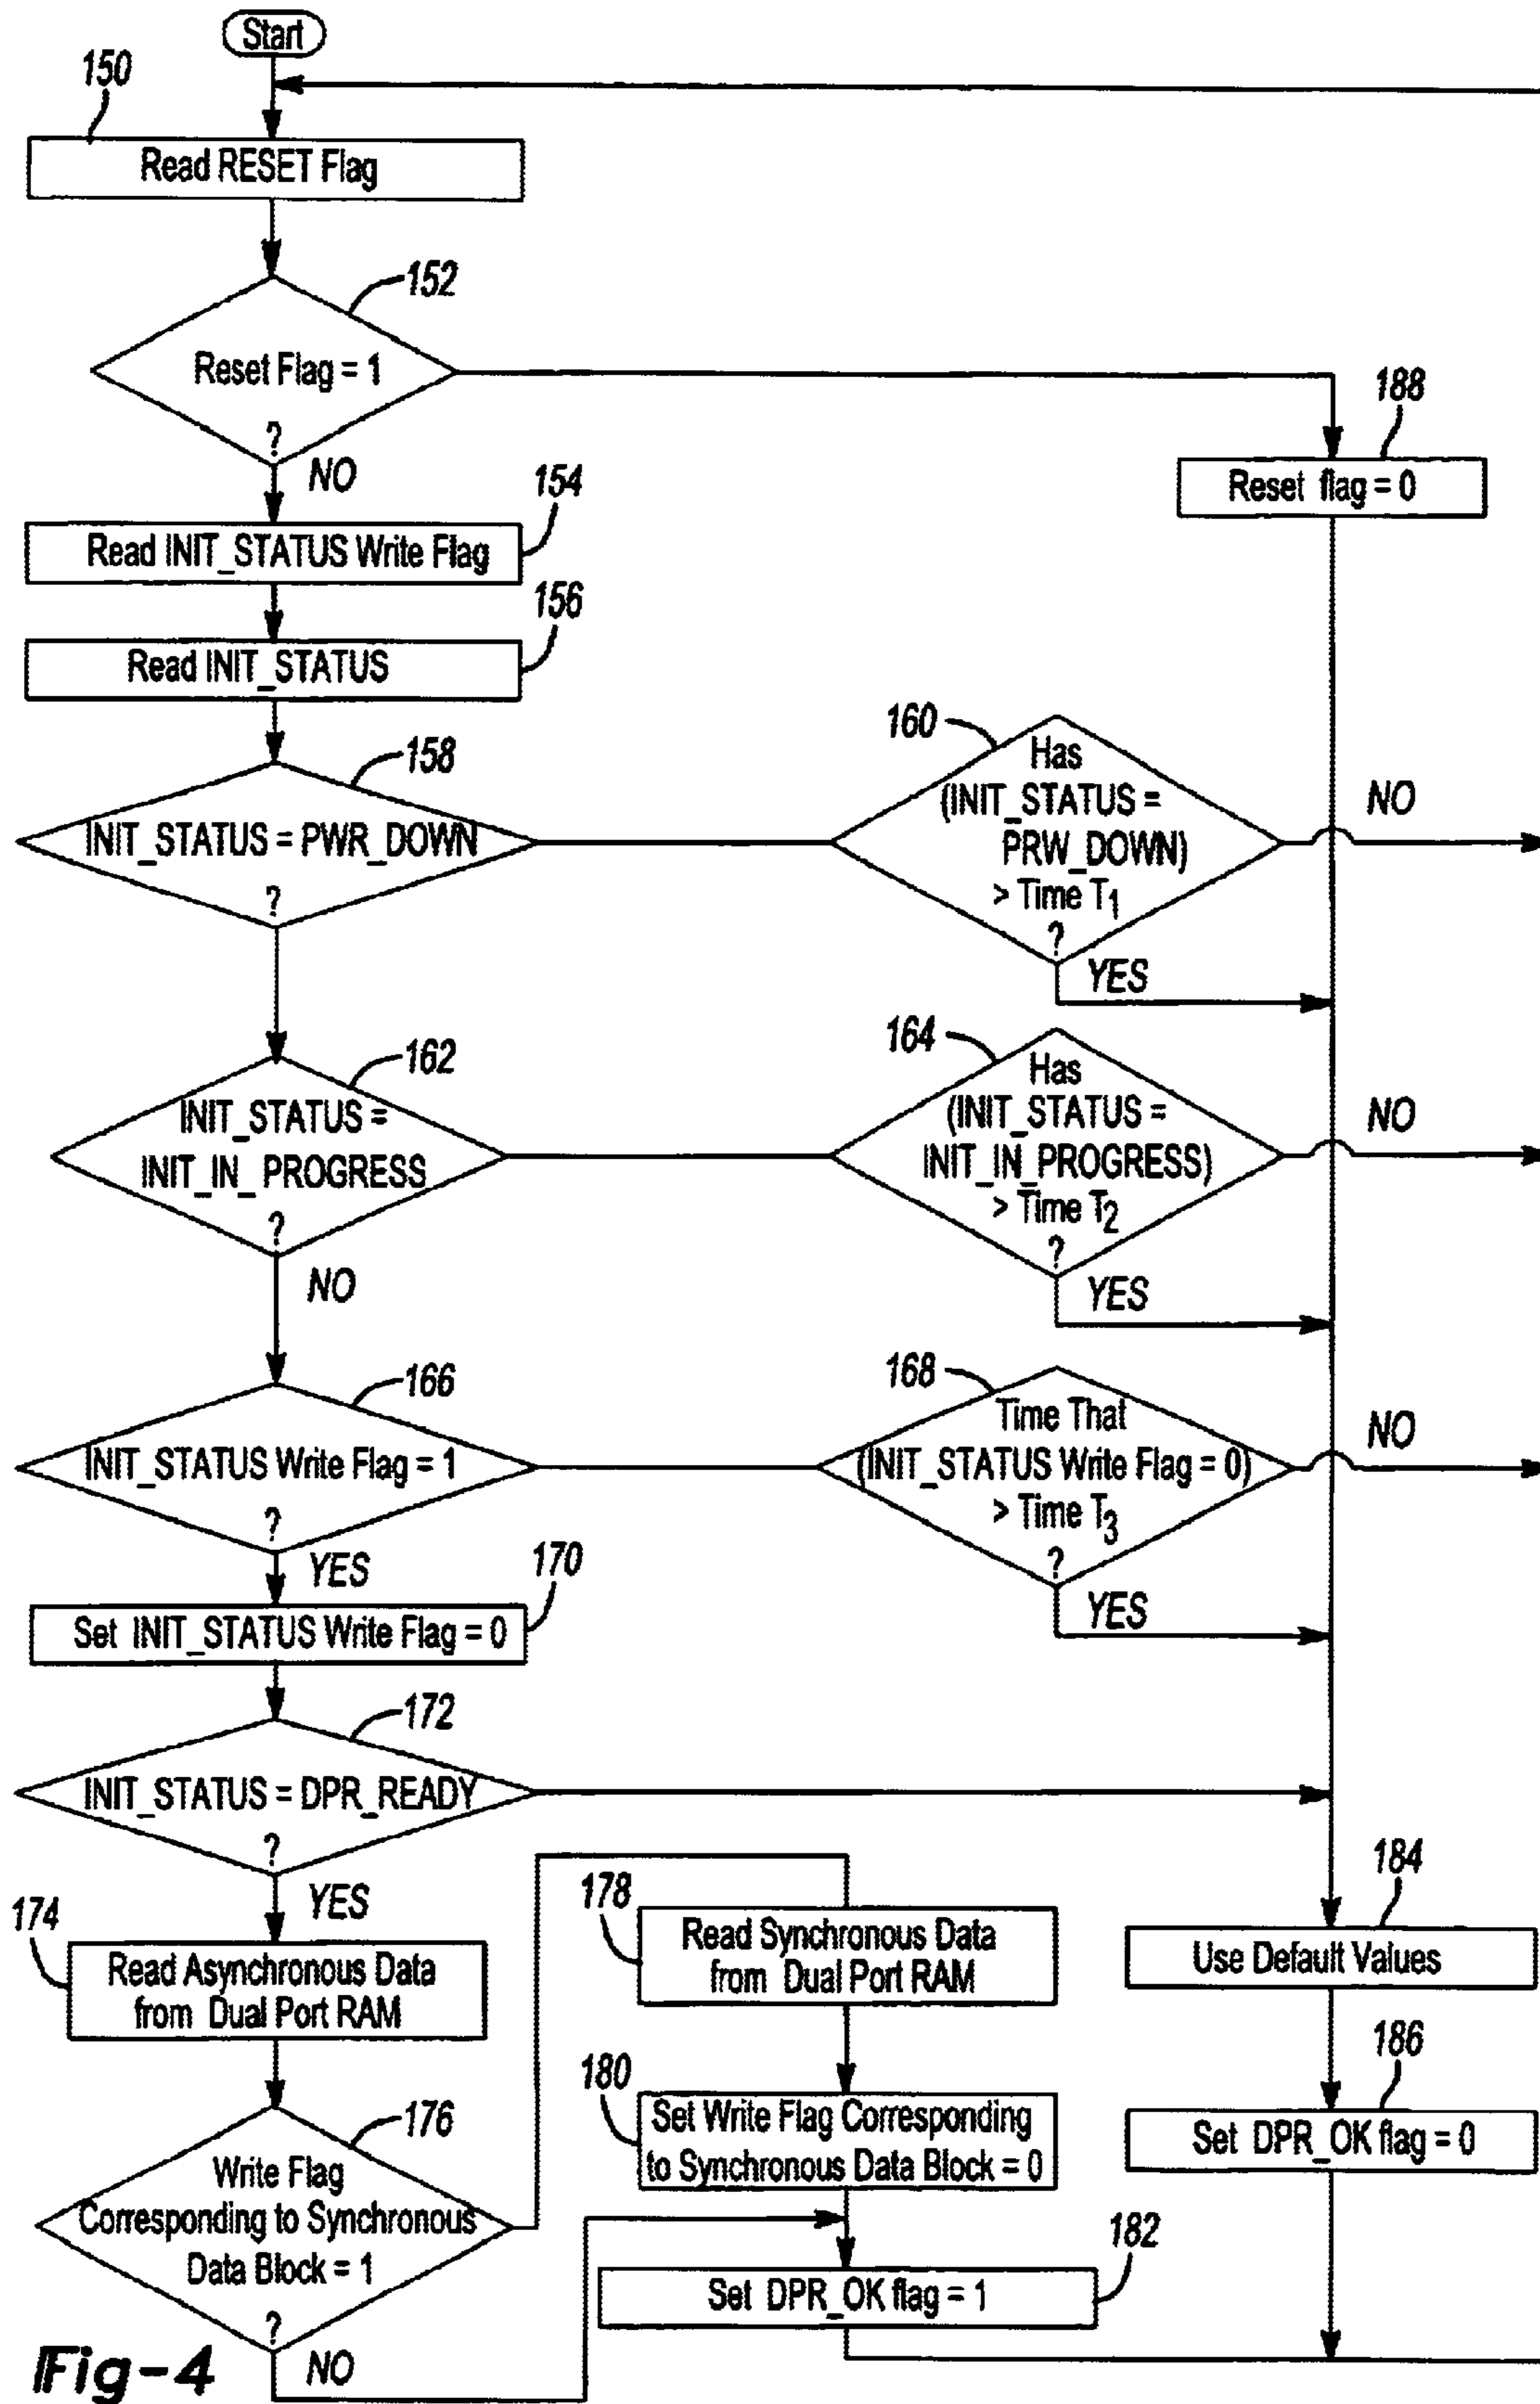 Start
150
Read RESET Flag
152
Reset Flag = 1
?
NO
188
Reset flag = 0
154
Read INIT_STATUS Write Flag
156
Read INIT_STATUS
158
INIT_STATUS = PWR_DOWN
?
160
Has
(INIT_STATUS =
PRW_DOWN)
> Time T1
?
NO
YES
162
INIT_STATUS =
INIT_IN_PROGRESS
?
NO
164
Has
(INIT_STATUS =
INIT_IN_PROGRESS)
> Time T2
?
NO
YES
166
INIT_STATUS Write Flag = 1
?
YES
168
Time That
(INIT_STATUS Write Flag = 0)
> Time T3
?
NO
YES
170
Set INIT_STATUS Write Flag = 0
172
INIT_STATUS = DPR_READY
?
YES
174
Read Asynchronous Data
from Dual Port RAM
176
Write Flag
Corresponding to Synchronous
Data Block = 1
?
NO
178
Read Synchronous Data
from Dual Port RAM
180
Set Write Flag Corresponding
to Synchronous Data Block = 0
182
Set DPR_OK flag = 1
184
Use Default Values
186
Set DPR_OK flag = 0
Fig-4